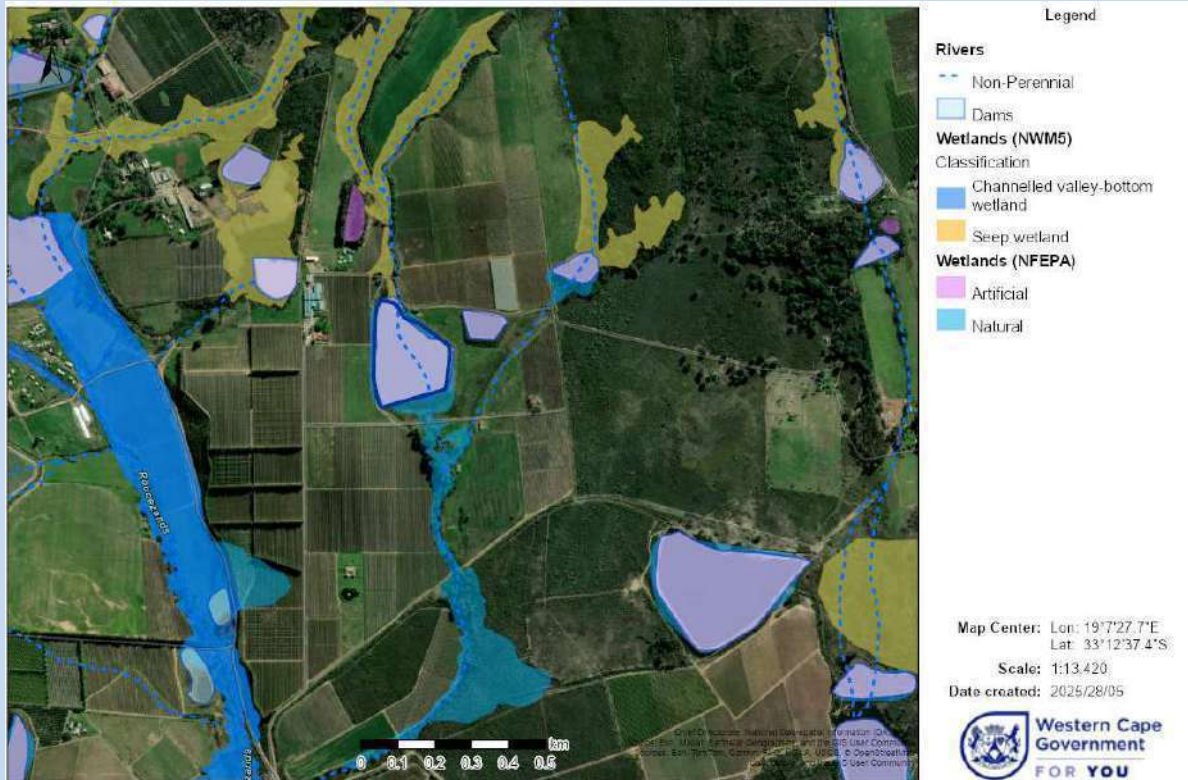 Legend
Rivers
Non-Perennial
Dams
Wetlands (NWM5)
Classification
Channelled valley-bottom
wetland
Seep wetland
Wetlands (NFEPA)
Artificial
Natural
Map Center: Lon: 19°7'27.7"E
Lat: 33°12'37.4"S
Scale: 1:13,420
Date created: 2025/28/05
Western Cape
Government
FOR YOU
km
0 0.1 0.2 0.3 0.4 0.5